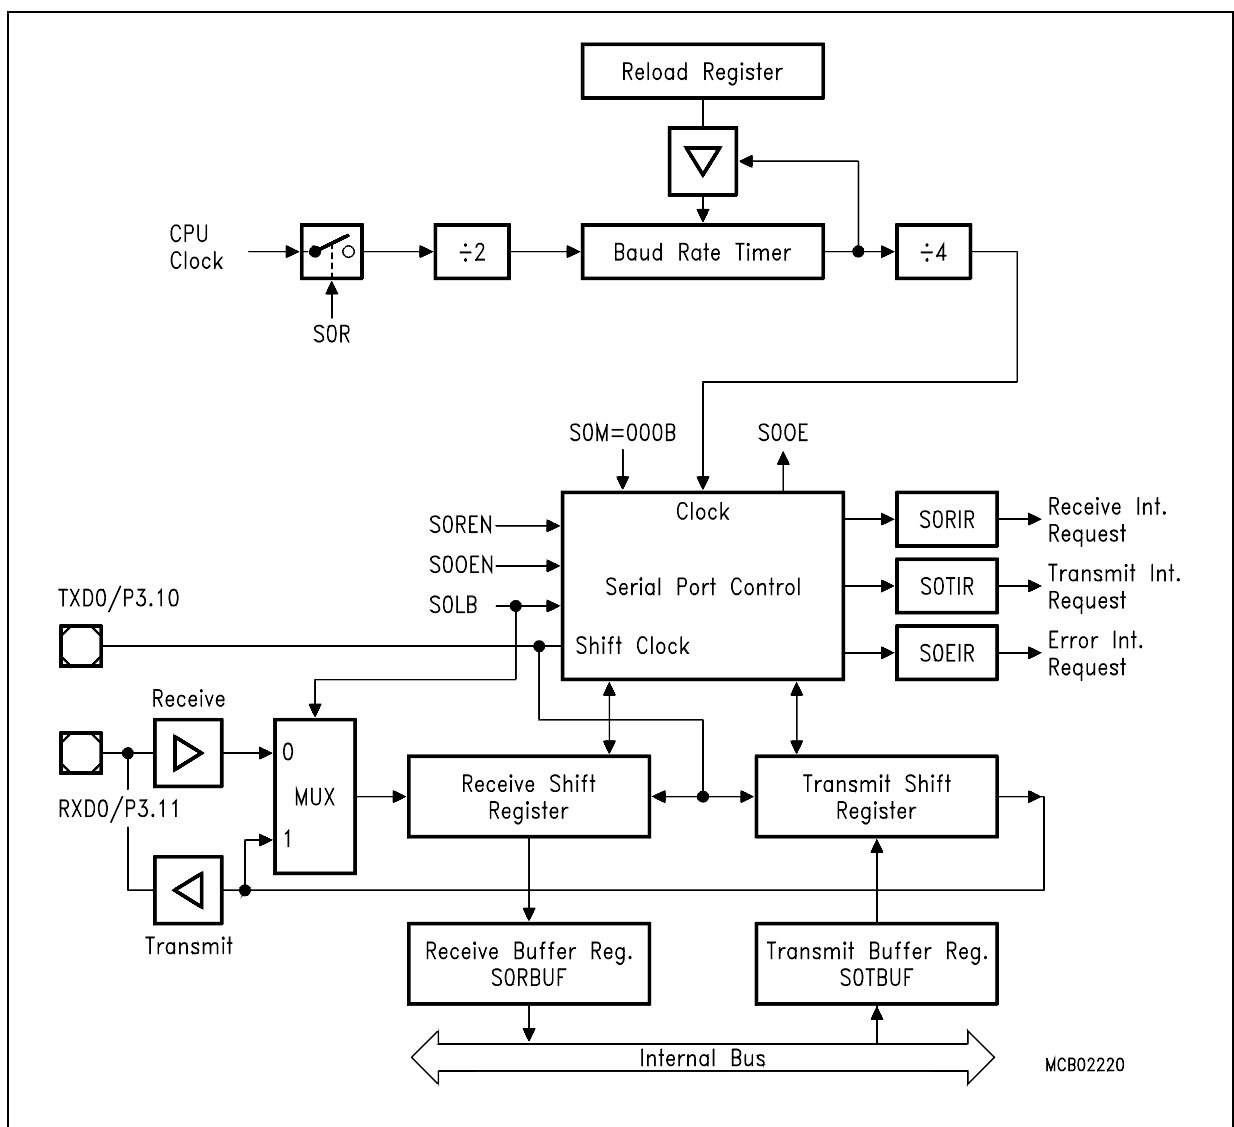 Reload Register
CPU
Clock
÷2
Baud Rate Timer
÷4
S0R
S0M=000B
S0OE
Clock
S0REN
S0OEN
S0LB
Serial Port Control
Shift Clock
S0RIR
Receive Int.
Request
S0TIR
Transmit Int.
Request
S0EIR
Error Int.
Request
TXD0/P3.10
Receive
RXD0/P3.11
0
MUX
1
Transmit
Receive Shift
Register
Transmit Shift
Register
Receive Buffer Reg.
S0RBUF
Transmit Buffer Reg.
S0TBUF
Internal Bus
MCB02220